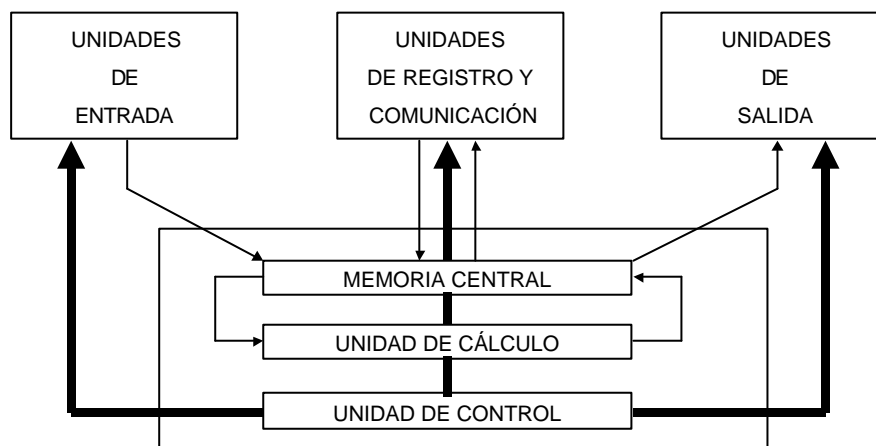 UNIDADES
DE
ENTRADA
UNIDADES
DE REGISTRO Y
COMUNICACIÓN
UNIDADES
DE
SALIDA
MEMORIA CENTRAL
UNIDAD DE CÁLCULO
UNIDAD DE CONTROL